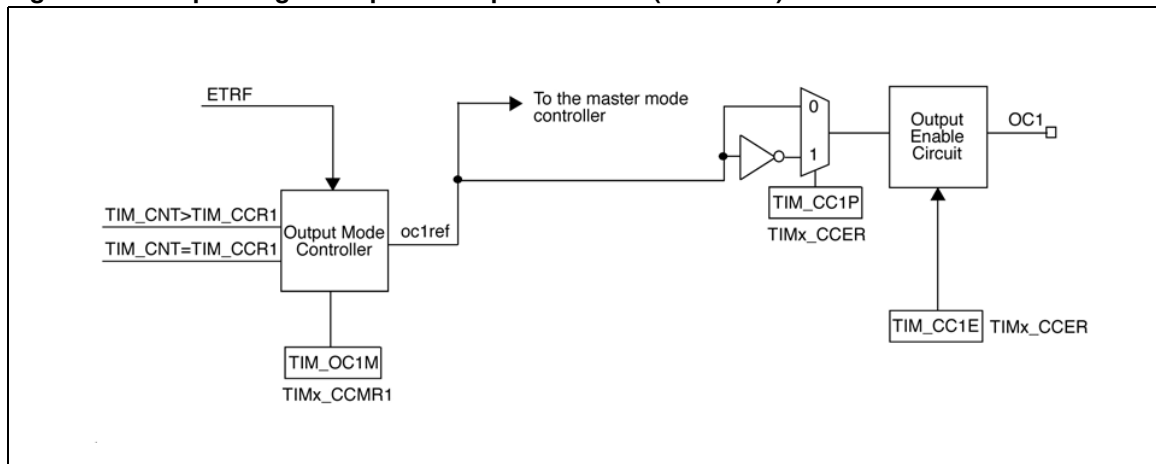 ETRF
To the master mode
controller
0
1
Output
Enable
Circuit
OC1
TIM_CC1P
TIMx_CCER
TIM_CNT>TIM_CCR1
TIM_CNT=TIM_CCR1
Output Mode
Controller
oc1ref
TIM_CC1E
TIMx_CCER
TIM_OC1M
TIMx_CCMR1